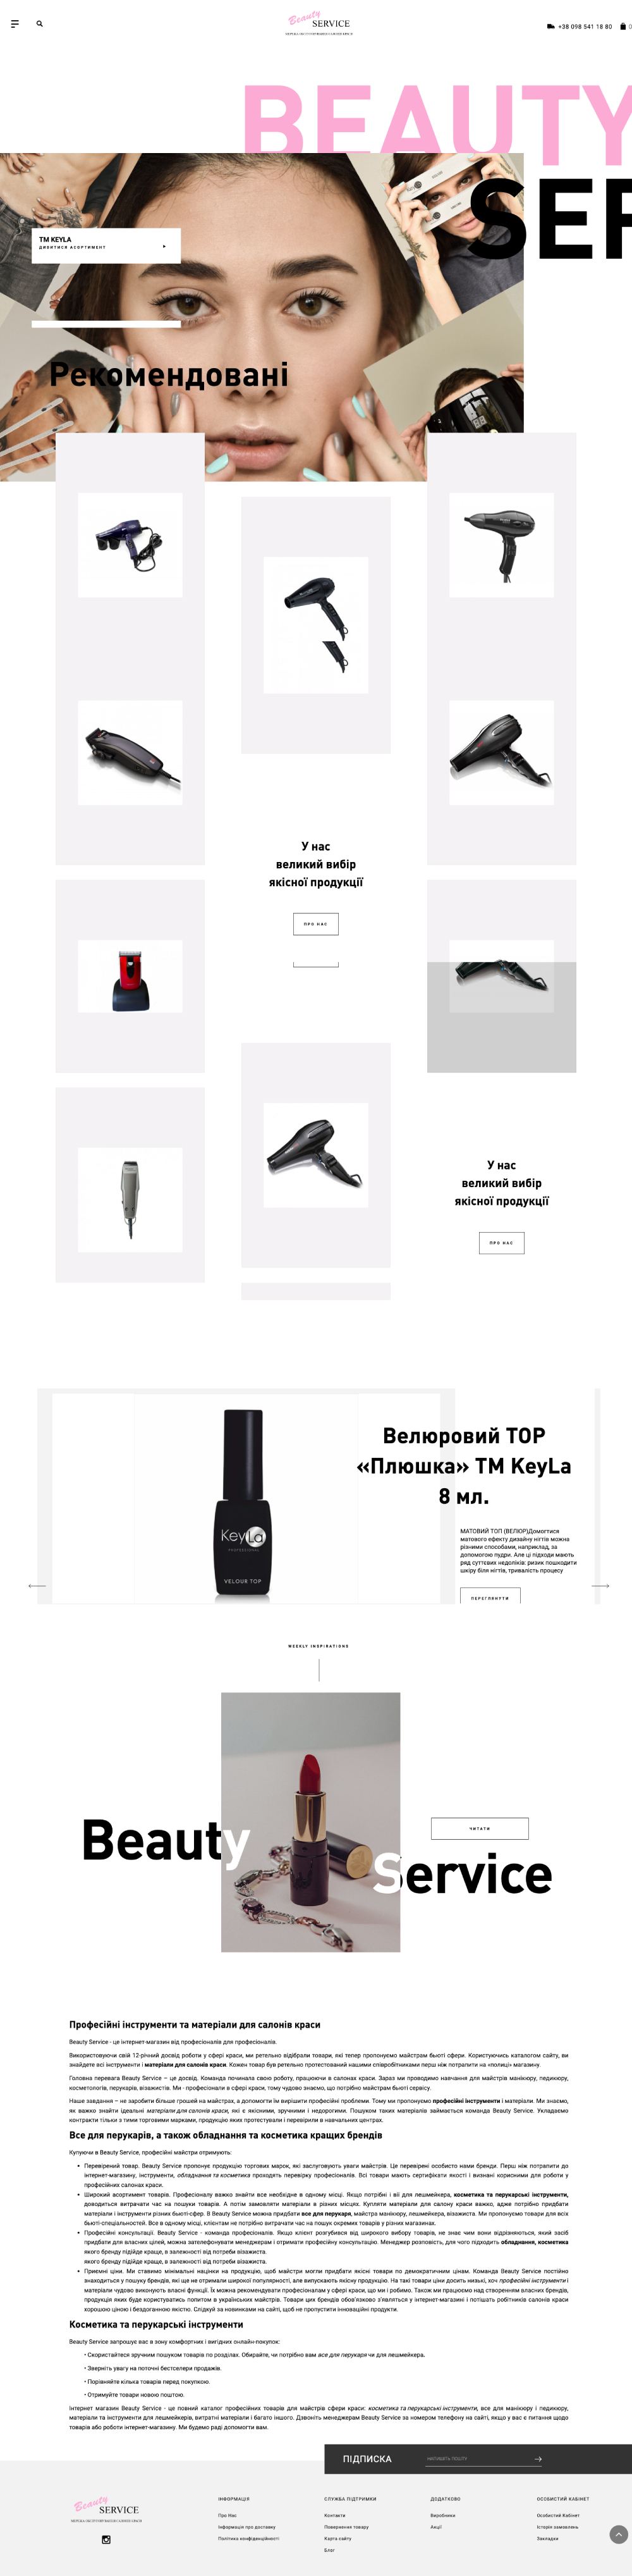 Beauty
SERVICE
МЕРЕЖА ОБСЛУГОВУВАННЯ САЛОНІВ КРАСИ
+38 098 541 18 80
0
BEAUTY
SER
ТМ KEYLA
ДИВИТИСЯ АСОРТИМЕНТ
Рекомендовані
У нас
великий вибір
якісної продукції
ПРО НАС
У нас
великий вибір
якісної продукції
ПРО НАС
KeyLa
PROFESSIONAL
VELOUR TOP
Велюровий ТОР
«Плюшка» ТМ KeyLa
8 мл.
МАТОВИЙ ТОП (ВЕЛЮР)Домогтися
матового ефекту дизайну нігтів можна
різними способами, наприклад, за
допомогою пудри. Але ці підходи мають
ряд суттєвих недоліків: ризик пошкодити
шкіру біля нігтів, тривалість процесу
ПЕРЕГЛЯНУТИ
WEEKLY INSPIRATIONS
Beauty
ЧИТАТИ
Service
Професійні інструменти та матеріали для салонів краси
Beauty Service - це інтернет-магазин від професіоналів для професіоналів.
Використовуючи свій 12-річний досвід роботи у сфері краси, ми ретельно відібрали товари, які тепер пропонуємо майстрам бьюті сфери. Користуючись каталогом сайту, ви
знайдете всі інструменти і матеріали для салонів краси. Кожен товар був ретельно протестований нашими співробітниками перш ніж потрапити на «полиці» магазину.
Головна перевага Beauty Service – це досвід. Команда починала свою роботу, працюючи в салонах краси. Зараз ми проводимо навчання для майстрів манікюру, педикюру,
косметологів, перукарів, візажистів. Ми - професіонали в сфері краси, тому чудово знаємо, що потрібно майстрам бьюті сервісу.
Наше завдання – не заробити більше грошей на майстрах, а допомогти їм вирішити професійні проблеми. Тому ми пропонуємо професійні інструменти і матеріали. Ми знаємо,
як важко знайти ідеальні матеріали для салонів краси, які є якісними, зручними і недорогими. Пошуком таких матеріалів займається команда Beauty Service. Укладаємо
контракти тільки з тими торговими марками, продукцію яких протестували і перевірили в навчальних центрах.
Все для перукарів, а також обладнання та косметика кращих брендів
Купуючи в Beauty Service, професійні майстри отримують:
• Перевірений товар. Beauty Service пропонує продукцію торгових марок, які заслуговують уваги майстрів. Це перевірені особисто нами бренди. Перш ніж потрапити до
інтернет-магазину, інструменти, обладнання та косметика проходять перевірку професіоналів. Всі товари мають сертифікати якості і визнані корисними для роботи у
професійних салонах краси.
• Широкий асортимент товарів. Професіоналу важко знайти все необхідне в одному місці. Якщо потрібні і вії для лешмейкера, косметика та перукарські інструменти,
доводиться витрачати час на пошуки товарів. А потім замовляти матеріали в різних місцях. Купляти матеріали для салону краси важко, адже потрібно придбати
матеріали і інструменти різних бьюті-сфер. В Beauty Service можна придбати все для перукаря, майстра манікюру, лешмейкера, візажиста. Ми пропонуємо товари для всіх
бьюті-спеціальностей. Все в одному місці, клієнтам не потрібно витрачати час на пошук окремих товарів у різних магазинах.
• Професійні консультації. Beauty Service - команда професіоналів. Якщо клієнт розгубився від широкого вибору товарів, не знає чим вони відрізняються, який засіб
придбати для власних цілей, можна зателефонувати менеджерам і отримати професійну консультацію. Менеджер розповість, для чого підходить обладнання, косметика
якого бренду підійде краще, в залежності від потреби візажиста.
якого бренду підійде краще, в залежності від потреби візажиста.
• Приємні ціни. Ми ставимо мінімальні націнки на продукцію, щоб майстри могли придбати якісні товари по демократичним цінам. Команда Beauty Service постійно
знаходиться у пошуку брендів, які ще не отримали широкої популярності, але випускають якісну продукцію. На такі товари ціни досить низькі, хоч професійні інструменти і
матеріали чудово виконують власні функції. Їх можна рекомендувати професіоналам у сфері краси, що ми і робимо. Також ми працюємо над створенням власних брендів,
продукція яких буде користуватись попитом в українських майстрів. Товари цих брендів обов'язково з'являться у інтернет-магазині і потішать робітників салонів краси
хорошою ціною і бездоганною якістю. Слідкуй за новинками на сайті, щоб не пропустити інноваційні продукти.
Косметика та перукарські інструменти
Beauty Service запрошує вас в зону комфортних і вигідних онлайн-покупок:
• Скористайтеся зручним пошуком товарів по розділах. Обирайте, чи потрібно вам все для перукаря чи для лешмейкера.
• Зверніть увагу на поточні бестселери продажів.
• Порівняйте кілька товарів перед покупкою.
• Отримуйте товари новою поштою.
Інтернет магазин Beauty Service - це повний каталог професійних товарів для майстрів сфери краси: косметика та перукарські інструменти, все для манікюру і педикюру,
матеріали та інструменти для лешмейкерів, витратні матеріали і багато іншого. Дзвоніть менеджерам Beauty Service за номером телефону на сайті, якщо у вас є питання щодо
товарів або роботи інтернет-магазину. Ми будемо раді допомогти вам.
ПІДПИСКА
НАПИШІТЬ ПОШТУ
Beauty
SERVICE
МЕРЕЖА ОБСЛУГОВУВАННЯ САЛОНІВ КРАСИ
ІНФОРМАЦІЯ
Про Нас
Інформація про доставку
Політика конфіденційності
СЛУЖБА ПІДТРИМКИ
Контакти
Повернення товару
Карта сайту
Блог
ДОДАТКОВО
Виробники
Акції
ОСОБИСТИЙ КАБІНЕТ
Особистий Кабінет
Історія замовлень
Закладки